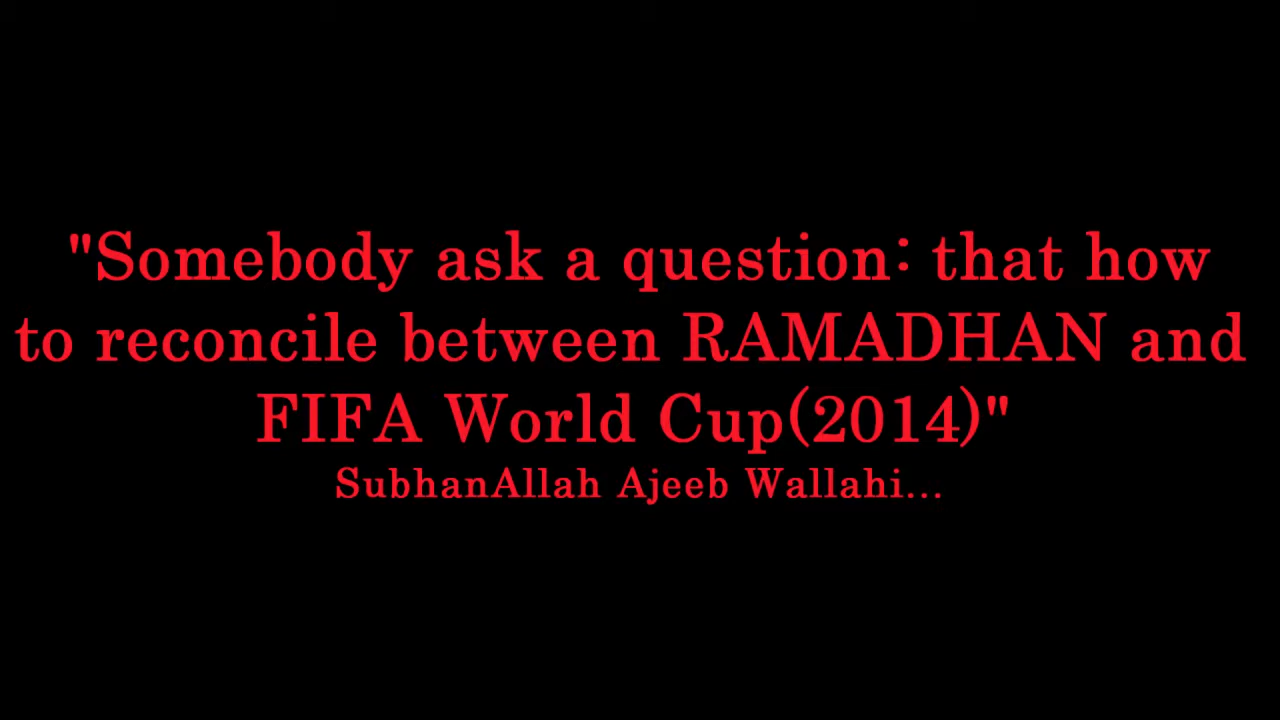 "Somebody ask a question: that how
to reconcile between RAMADHAN and
FIFA World Cup(2014)"
SubhanAllah Ajeeb Wallahi...